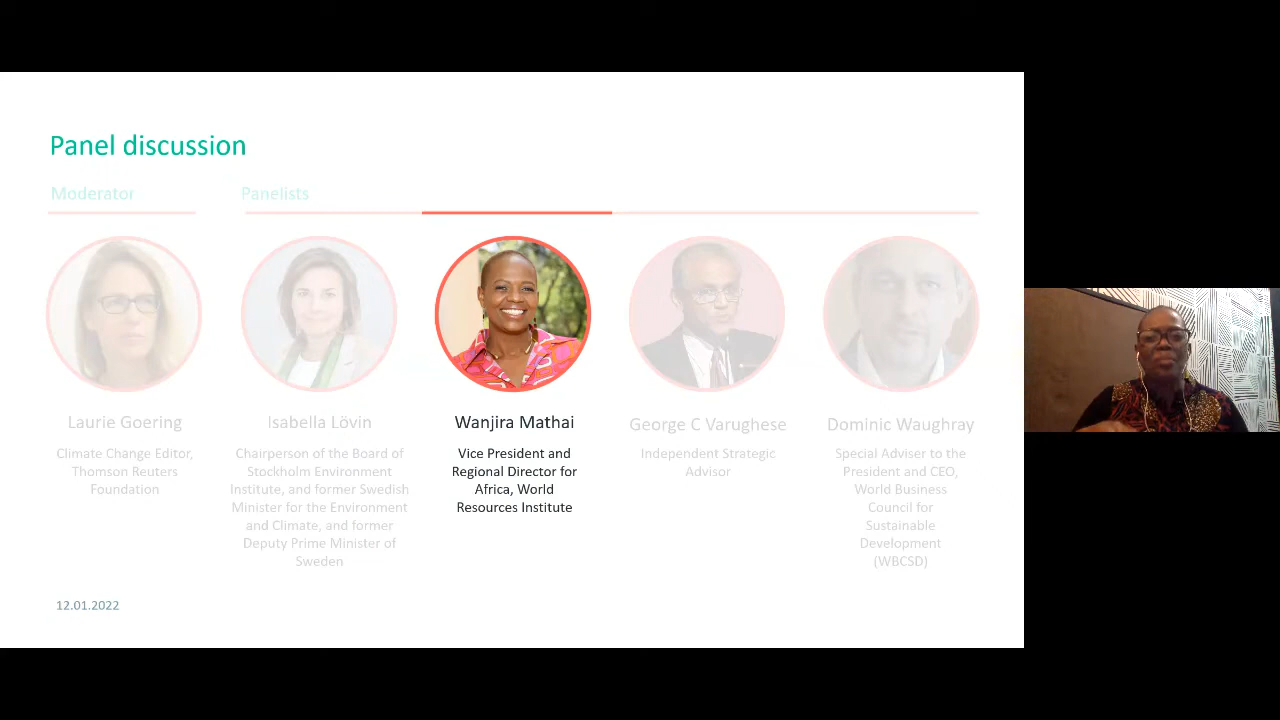 Panel discussion
Moderator
Panelists
Laurie Goering
Climate Change Editor,
Thomson Reuters
Foundation
Isabella Lövin
Chairperson of the Board of
Stockholm Environment
Institute, and former Swedish
Minister for the Environment
and Climate, and former
Deputy Prime Minister of
Sweden
Wanjira Mathai
Vice President and
Regional Director for
Africa, World
Resources Institute
George C Varughese
Independent Strategic
Advisor
Dominic Waughray
Special Adviser to the
President and CEO,
World Business
Council for
Sustainable
Development
(WBCSD)
12.01.2022